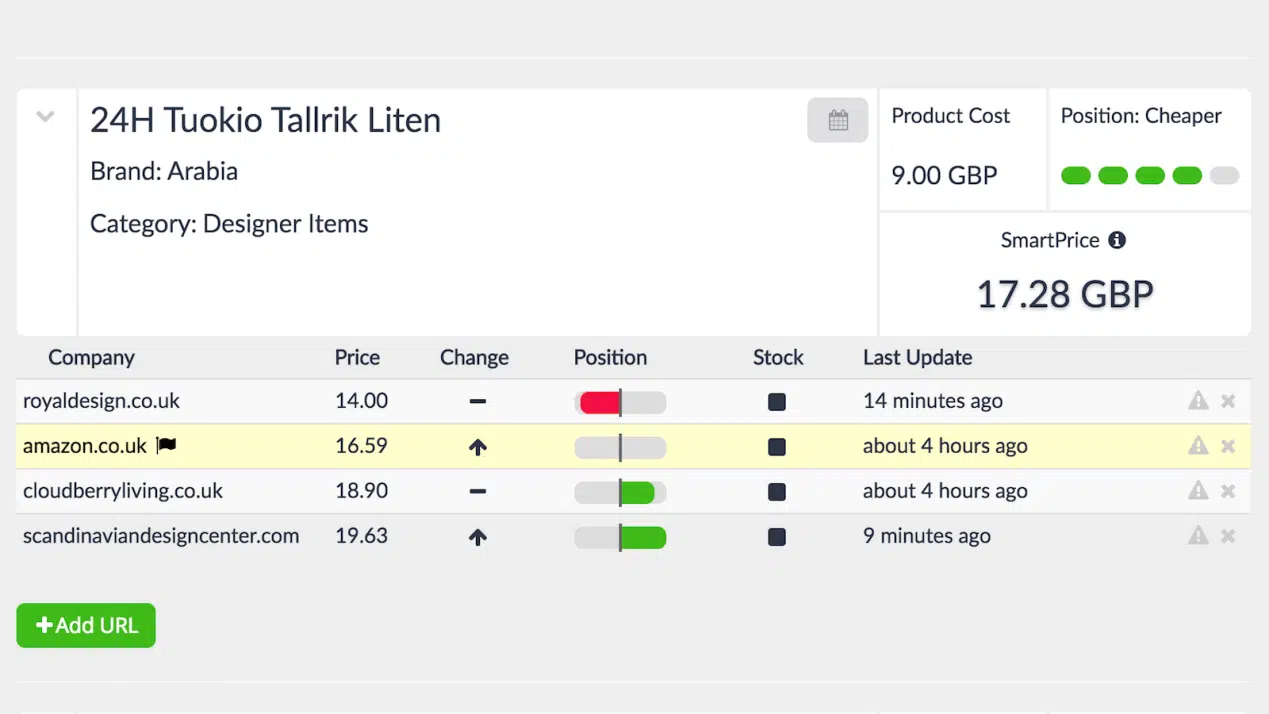 24H Tuokio Tallrik Liten
Brand: Arabia
Category: Designer Items
Product Cost
9.00 GBP
Position: Cheaper
SmartPrice
17.28 GBP
Company Price Change Position Stock Last Update
royaldesign.co.uk 14.00 14 minutes ago
amazon.co.uk 16.59 about 4 hours ago
cloudberryliving.co.uk 18.90 about 4 hours ago
scandinaviandesigncenter.com 19.63 9 minutes ago
+Add URL